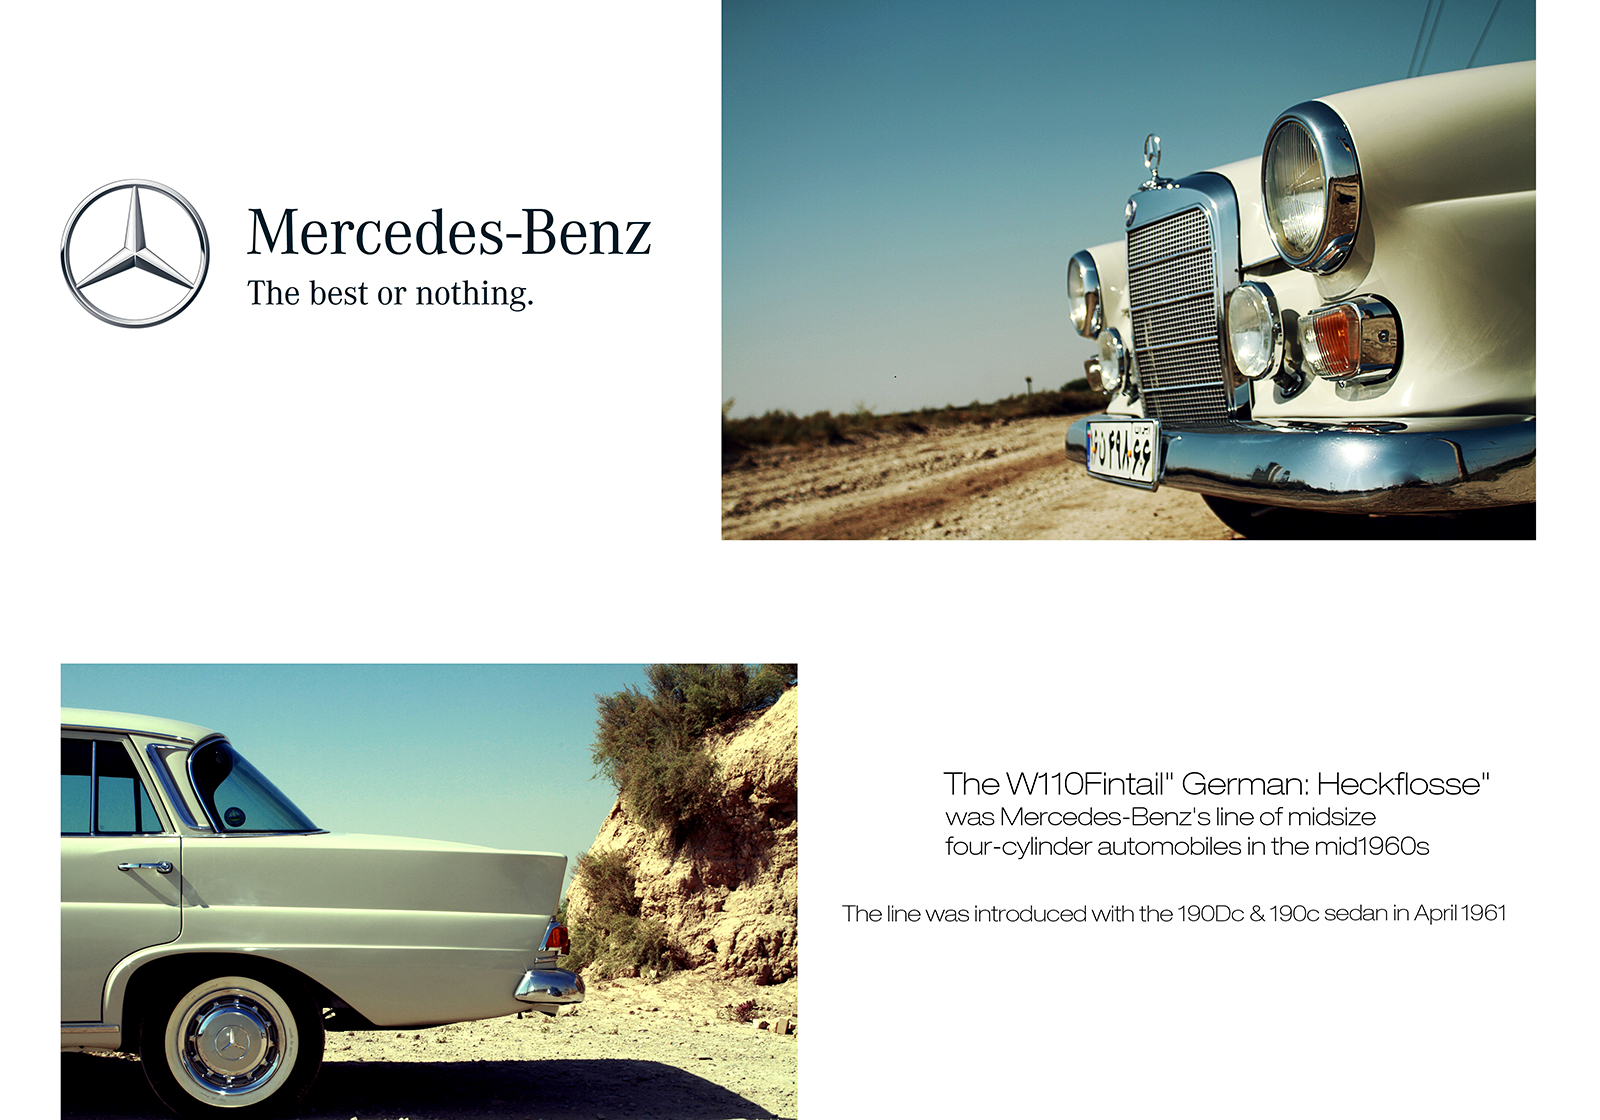 Mercedes-Benz
The best or nothing.
The W110Fintail" German: Heckflosse"
was Mercedes-Benz's line of midsize
four-cylinder automobiles in the mid1960s
The line was introduced with the 190Dc & 190c sedan in April 1961